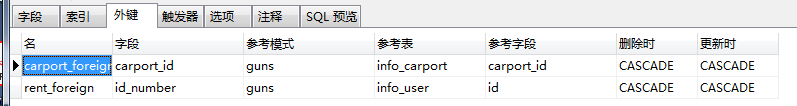 字段 索引 外键 触发器 选项 注释 SQL 预览
名 字段 参考模式 参考表 参考字段 删除时 更新时
carport_foreign carport_id guns info_carport carport_id CASCADE CASCADE
rent_foreign id_number guns info_user id CASCADE CASCADE